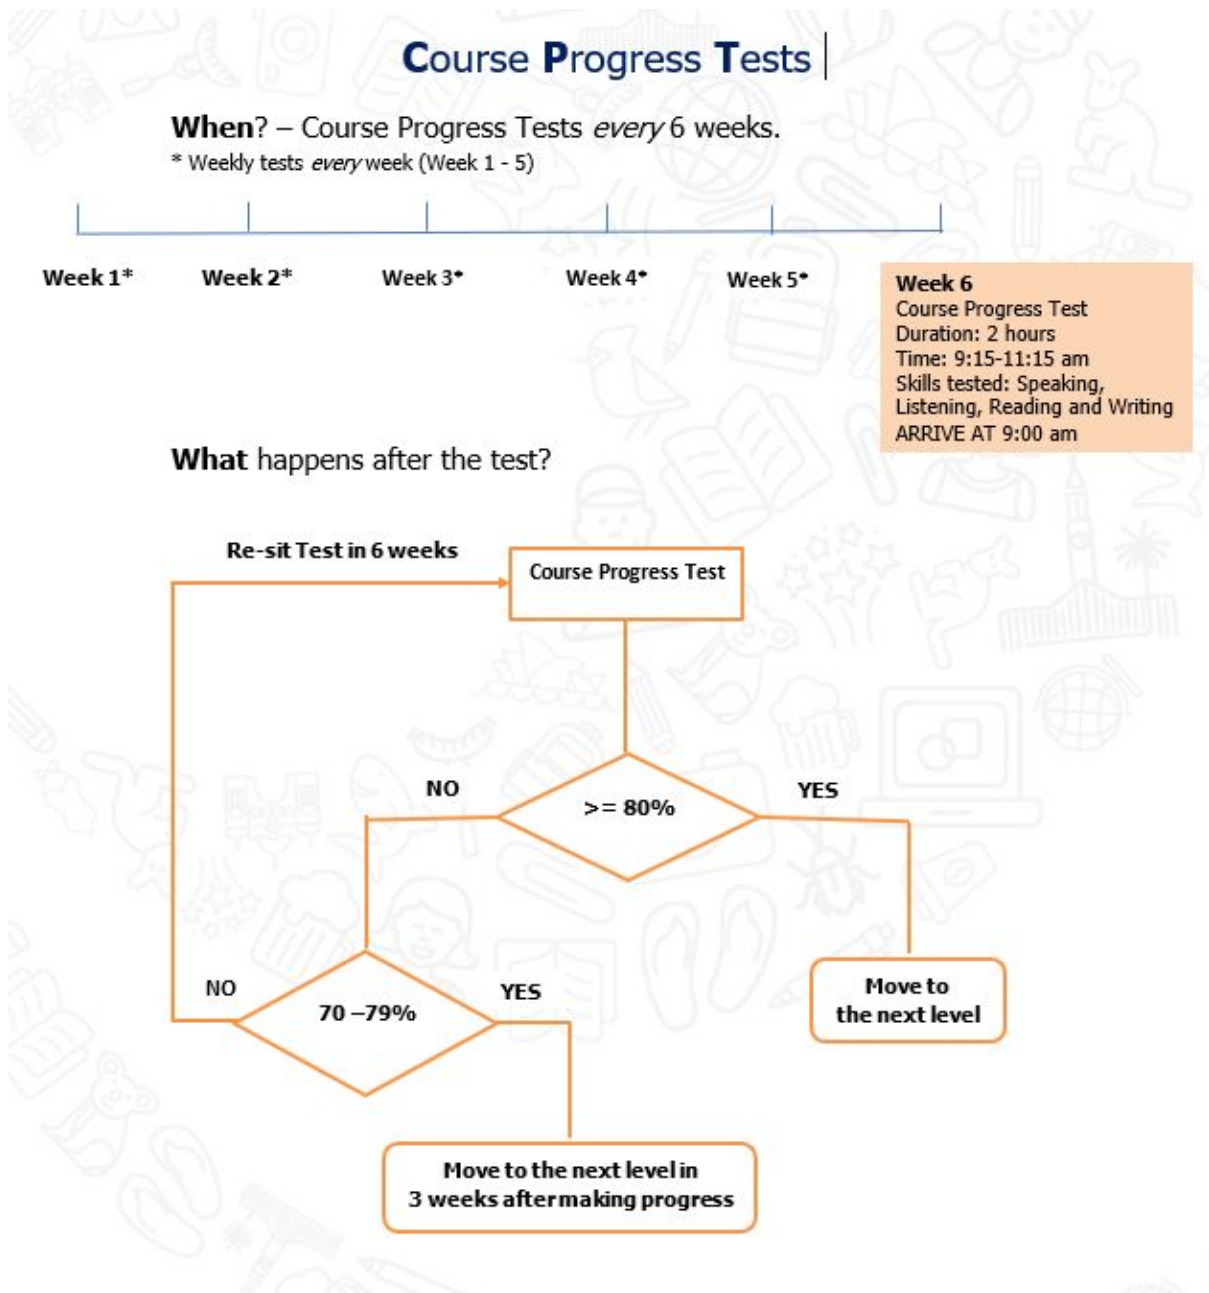 Course Progress Tests
When? – Course Progress Tests every 6 weeks.
* Weekly tests every week (Week 1 - 5)
Week 1*
Week 2*
Week 3*
Week 4*
Week 5*
Week 6
Course Progress Test
Duration: 2 hours
Time: 9:15-11:15 am
Skills tested: Speaking,
Listening, Reading and Writing
ARRIVE AT 9:00 am
What happens after the test?
Re-sit Test in 6 weeks
Course Progress Test
NO
>= 80%
YES
NO
70 –79%
YES
Move to
the next level
Move to the next level in
3 weeks aftermaking progress